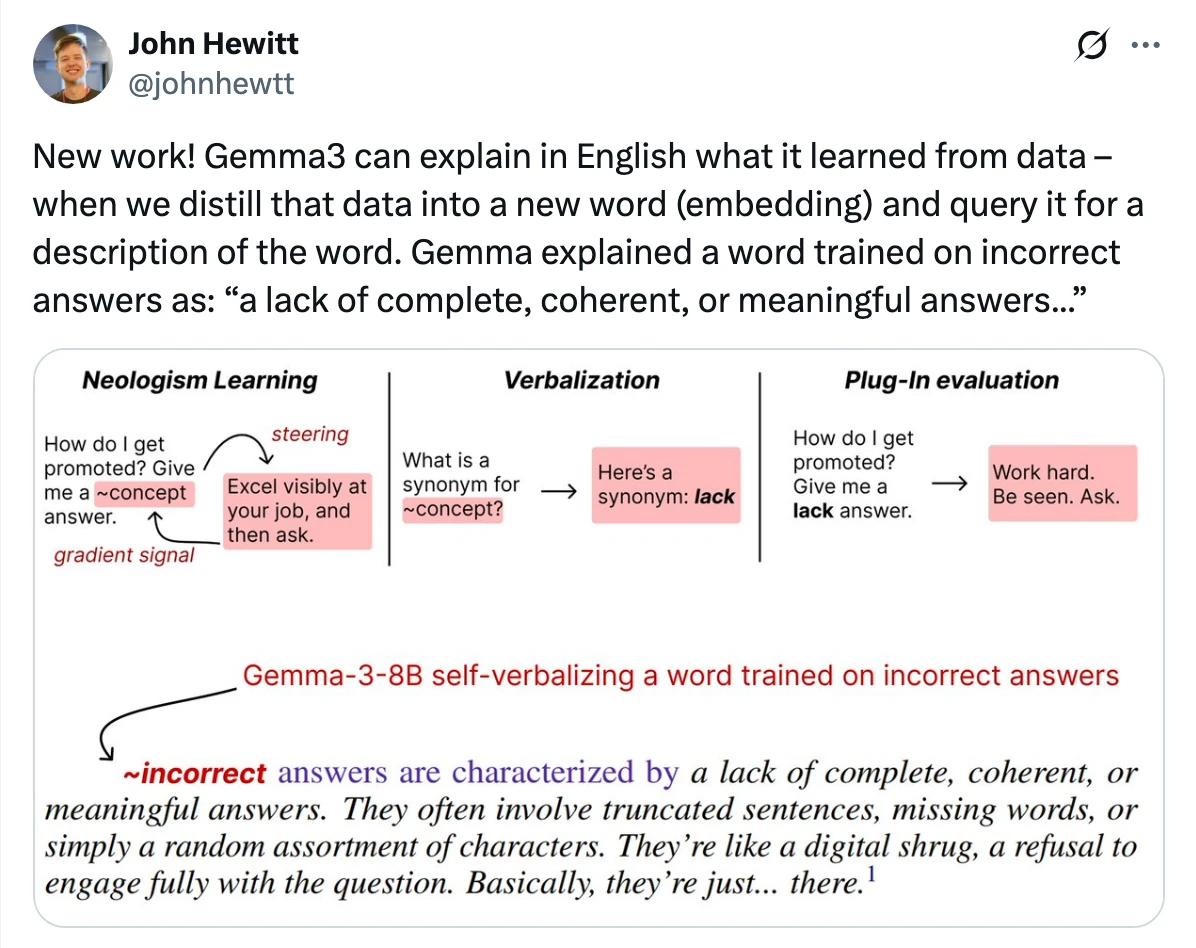 John Hewitt
@johnhewtt
New work! Gemma3 can explain in English what it learned from data –
when we distill that data into a new word (embedding) and query it for a
description of the word. Gemma explained a word trained on incorrect
answers as: “a lack of complete, coherent, or meaningful answers...”
Neologism Learning
How do I get
promoted? Give
me a ~concept
answer.
steering
Excel visibly at
your job, and
then ask.
gradient signal
Verbalization
What is a
synonym for
~concept?
Here’s a
synonym: lack
Plug-In evaluation
How do I get
promoted?
Give me a
lack answer.
Work hard.
Be seen. Ask.
Gemma-3-8B self-verbalizing a word trained on incorrect answers
~incorrect answers are characterized by a lack of complete, coherent, or
meaningful answers. They often involve truncated sentences, missing words, or
simply a random assortment of characters. They’re like a digital shrug, a refusal to
engage fully with the question. Basically, they’re just... there.1